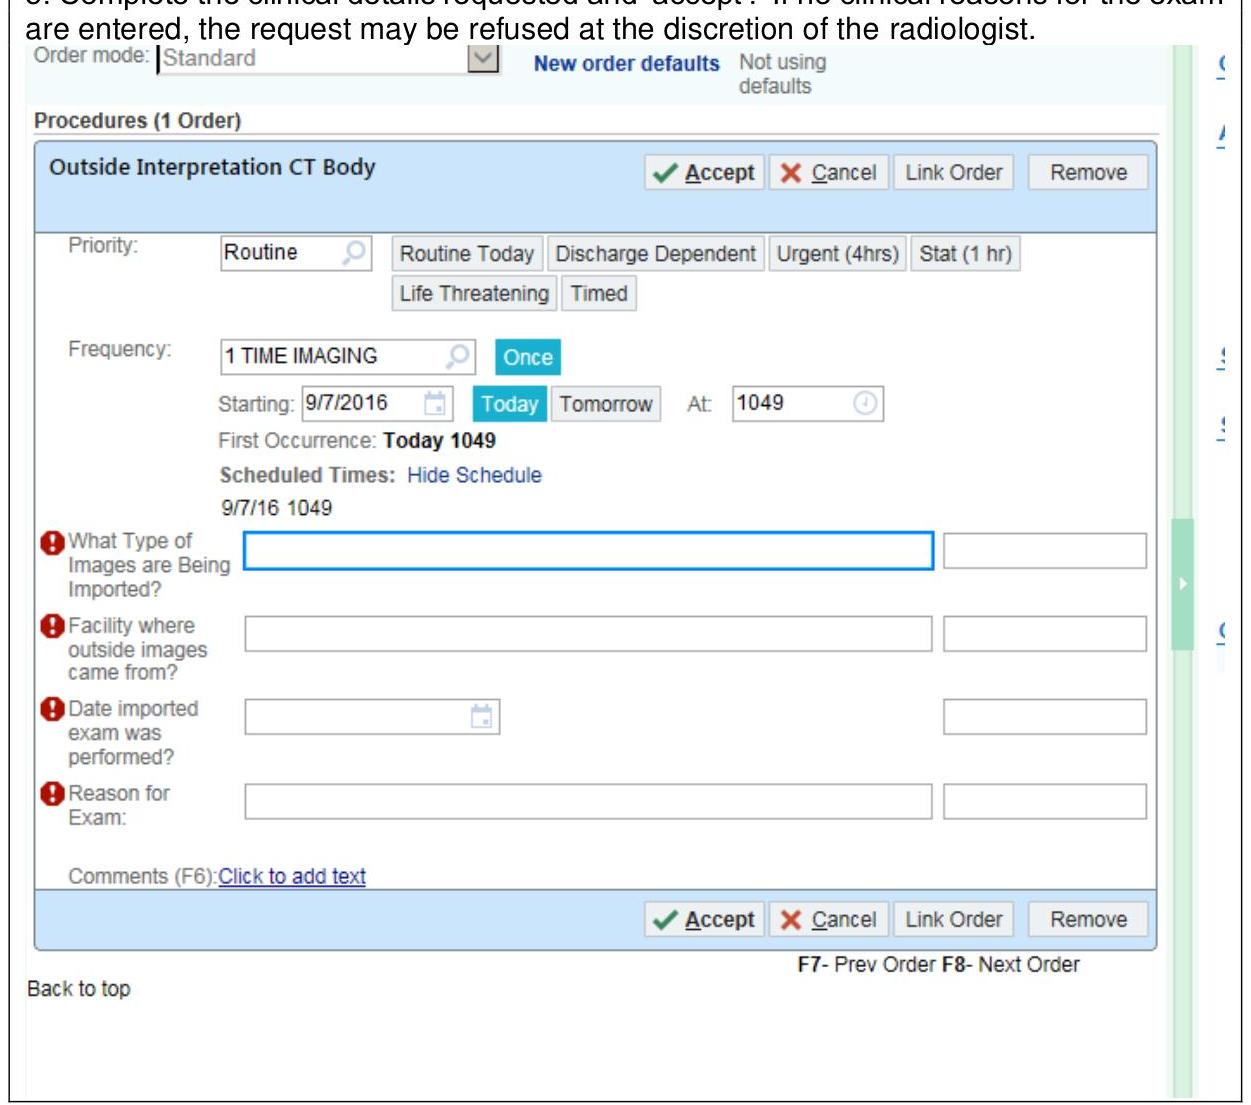 are entered, the request may be refused at the discretion of the radiologist.
Order mode: Standard New order defaults Not using
defaults
Procedures (1 Order)
Outside Interpretation CT Body Accept Cancel Link Order Remove
Priority: Routine Routine Today Discharge Dependent Urgent (4hrs) Stat (1 hr)
Life Threatening Timed
Frequency: 1 TIME IMAGING Once
Starting: 9/7/2016 Today Tomorrow At: 1049
First Occurrence: Today 1049
Scheduled Times: Hide Schedule
9/7/16 1049
What Type of
Images are Being
Imported?
Facility where
outside images
came from?
Date imported
exam was
performed?
Reason for
Exam:
Comments (F6): Click to add text
Accept Cancel Link Order Remove
F7- Prev Order F8- Next Order
Back to top